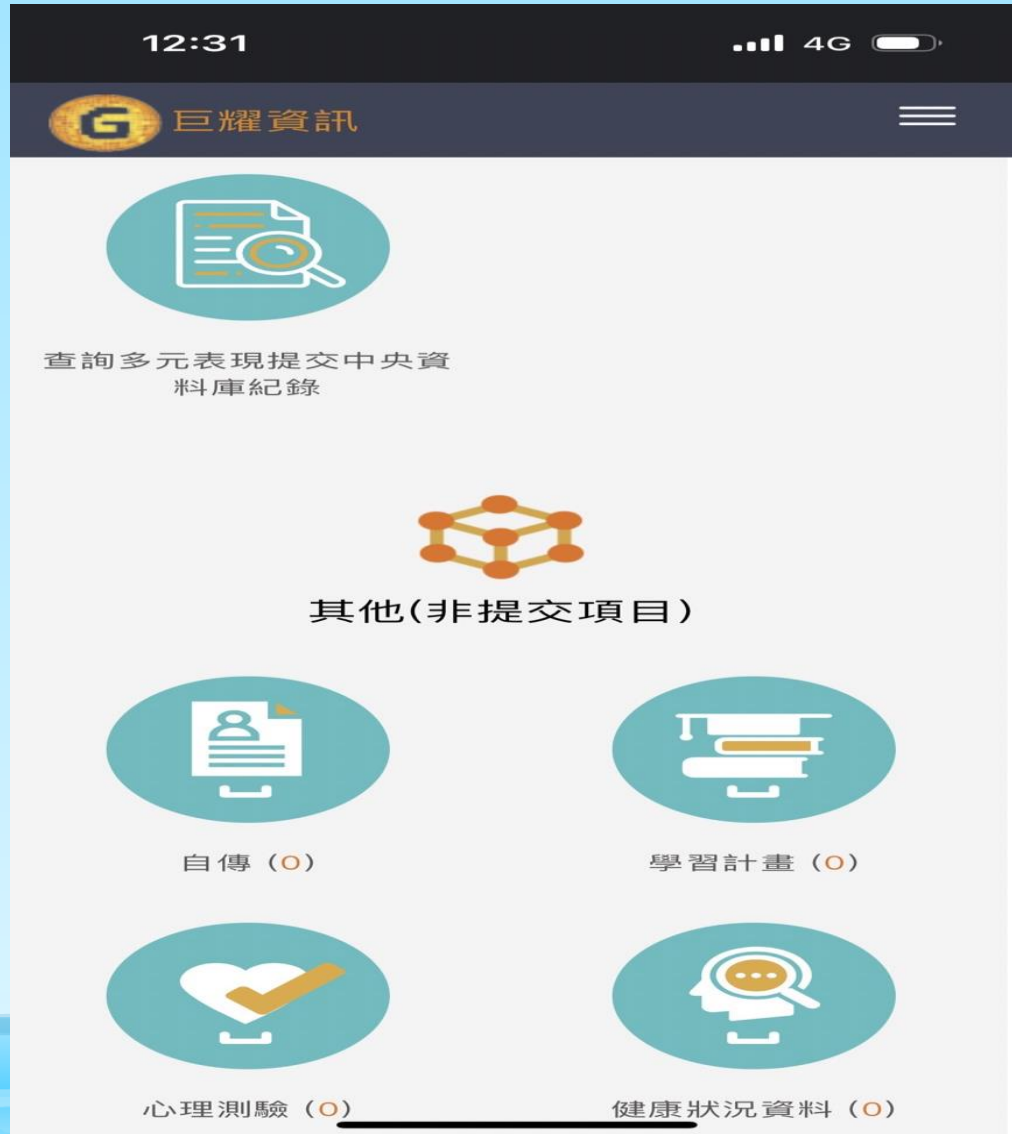 12:31
4G
G 巨耀資訊
查詢多元表現提交中央資
料庫紀錄
其他(非提交項目)
自傳 (0)
學習計畫 (0)
心理測驗 (0)
健康狀況資料 (0)